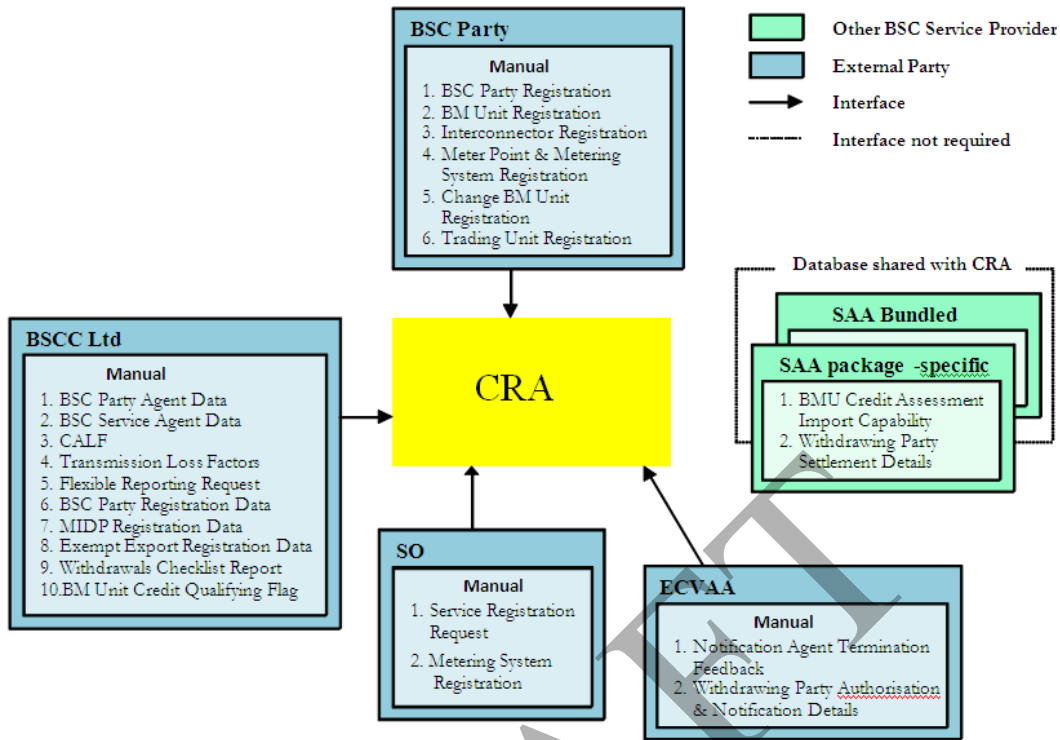 BSC Party
Manual
1. BSC Party Registration
2. BM Unit Registration
3. Interconnector Registration
4. Meter Point & Metering
System Registration
5. Change BM Unit
Registration
6. Trading Unit Registration
Other BSC Service Provider
External Party
Interface
Interface not required
Database shared with CRA
SAA Bundled
SAA package -specific
1. BMU Credit Assessment
Import Capability
2. Withdrawing Party
Settlement Details
BSCC Ltd
Manual
1. BSC Party Agent Data
2. BSC Service Agent Data
3. CALF
4. Transmission Loss Factors
5. Flexible Reporting Request
6. BSC Party Registration Data
7. MIDP Registration Data
8. Exempt Export Registration Data
9. Withdrawals Checklist Report
10.BM Unit Credit Qualifying Flag
CRA
SO
Manual
1. Service Registration
Request
2. Metering System
Registration
ECVAA
Manual
1. Notification Agent Termination
Feedback
2. Withdrawing Party Authorisation
& Notification Details